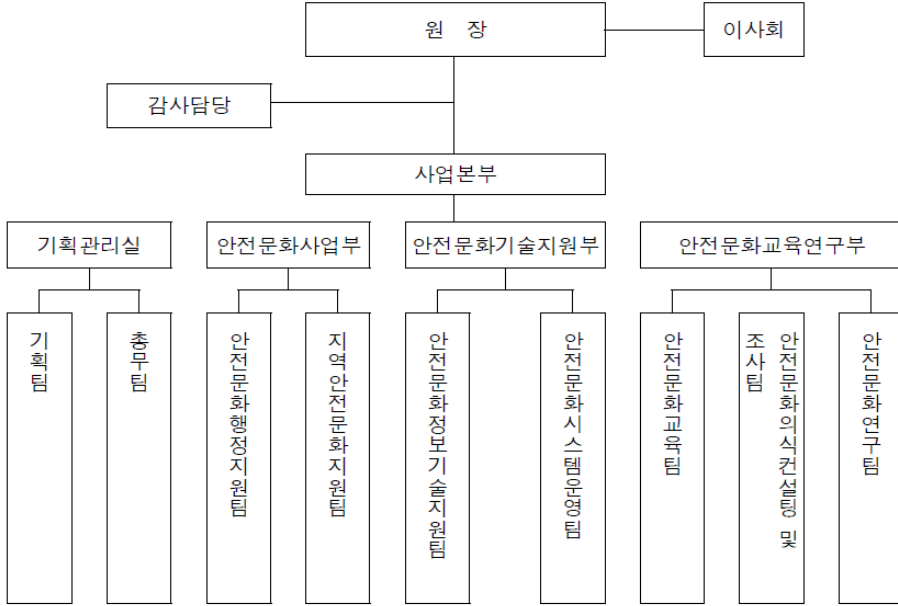 원 장
이사회
감사담당
사업본부
기획관리실
안전문화사업부
안전문화기술지원부
안전문화교육연구부
기획팀
총무팀
안전문화행정지원팀
지역안전문화지원팀
안전문화정보기술지원팀
안전문화시스템운영팀
안전문화교육팀
안전문화의식컨설팅 및
조사팀
안전문화연구팀